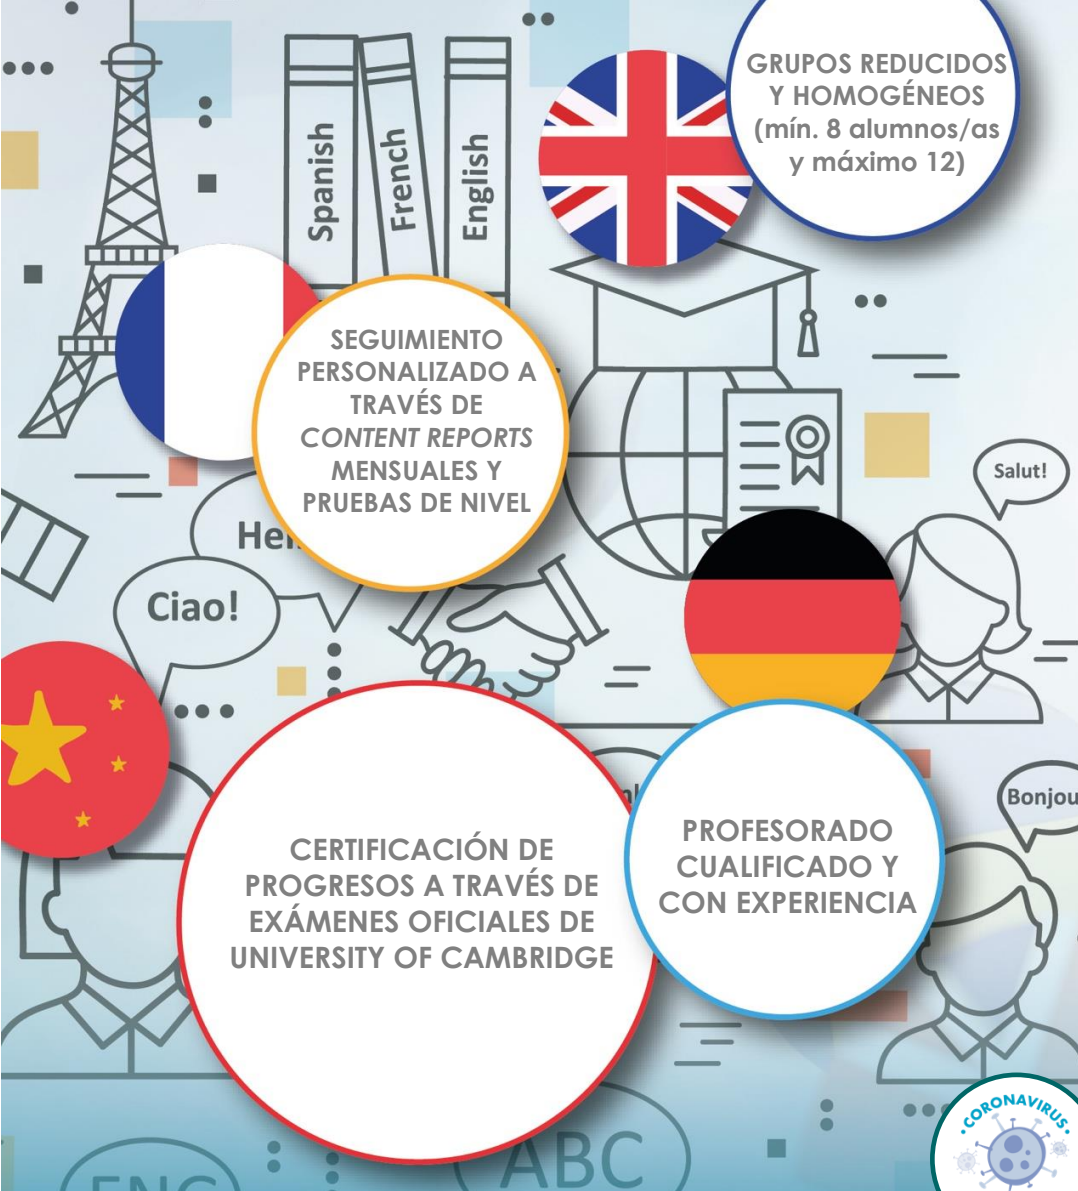 GRUPOS REDUCIDOS
Y HOMOGÉNEOS
(mín. 8 alumnos/as
y máximo 12)
Spanish
French
English
SEGUIMIENTO
PERSONALIZADO A
TRAVÉS DE
CONTENT REPORTS
MENSUALES Y
PRUEBAS DE NIVEL
Salut!
Ciao!
Bonjou
CERTIFICACIÓN DE
PROGRESOS A TRAVÉS DE
EXÁMENES OFICIALES DE
UNIVERSITY OF CAMBRIDGE
PROFESORADO
CUALIFICADO Y
CON EXPERIENCIA
·CORONAVIRUS·
ABC
ENG